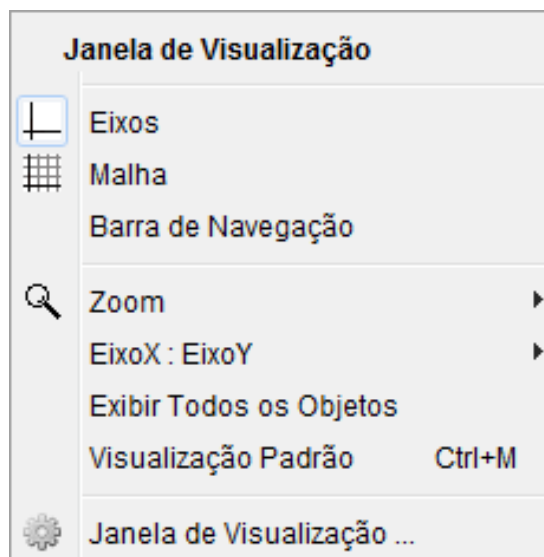 Janela de Visualização
Eixos
Malha
Barra de Navegação
Zoom
EixoX : EixoY
Exibir Todos os Objetos
Visualização Padrão Ctrl+M
Janela de Visualização ...